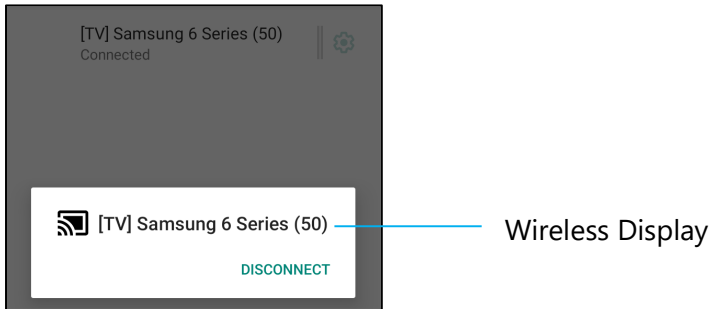 [TV] Samsung 6 Series (50)
Connected
[TV] Samsung 6 Series (50)
Wireless Display
DISCONNECT